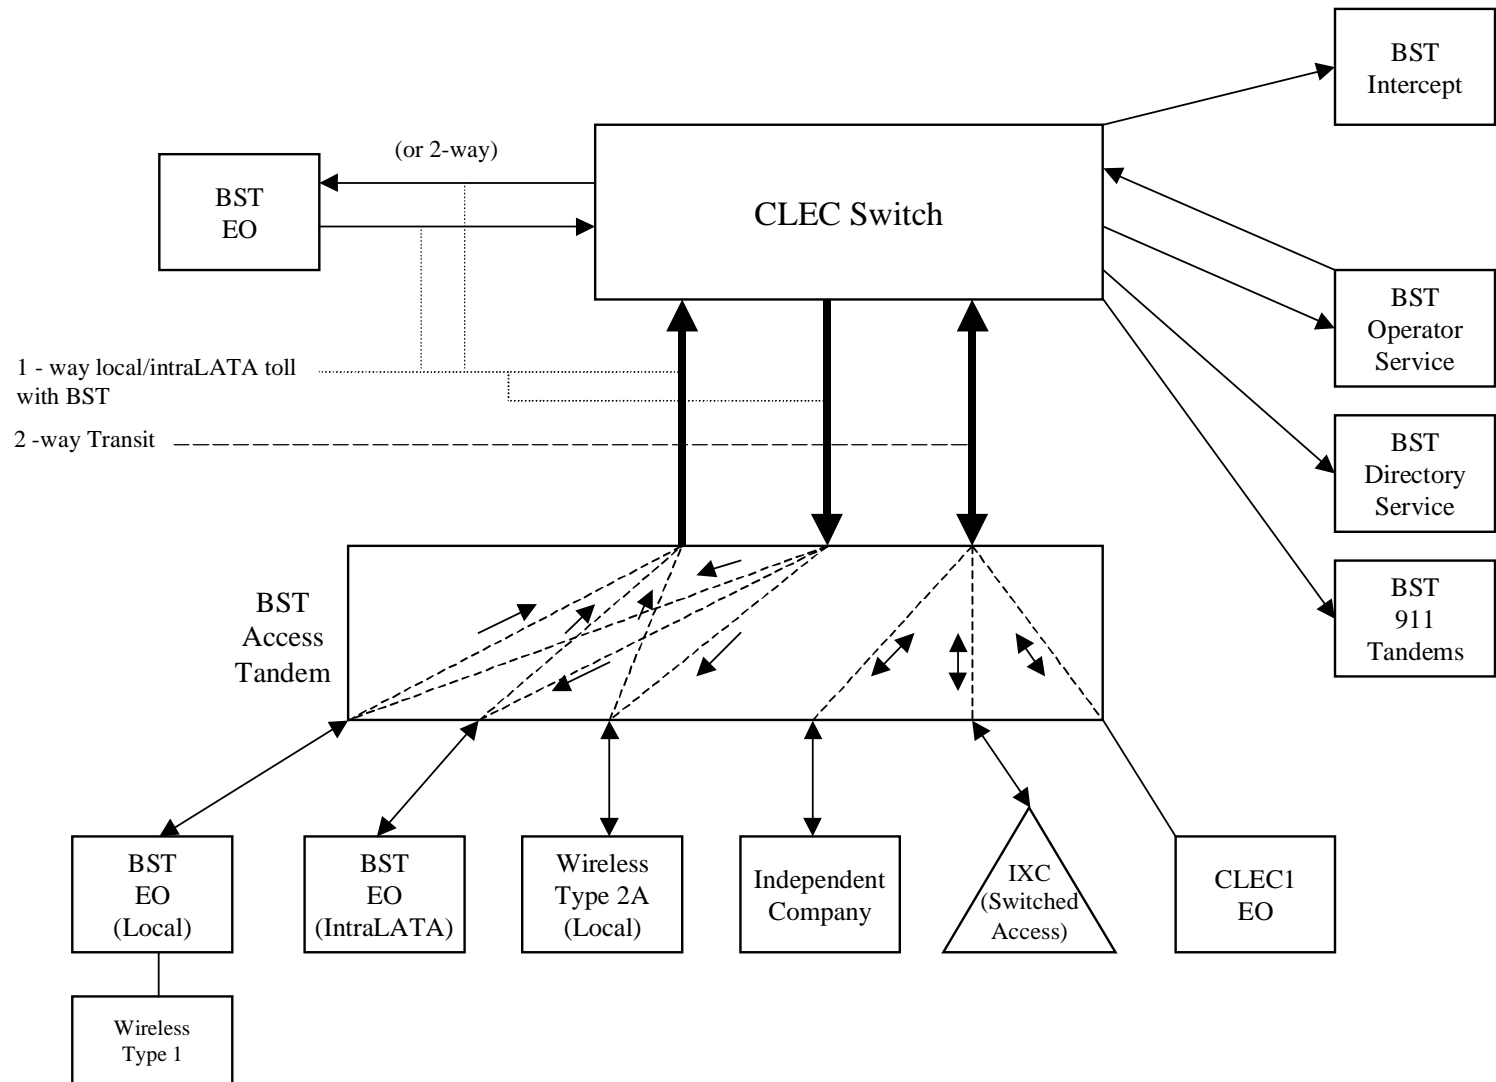 BST
Intercept
(or 2-way)
BST
EO
CLEC Switch
BST
Operator
Service
1 - way local/intraLATA toll
with BST
2 -way Transit
BST
Directory
Service
BST
Access
Tandem
BST
911
Tandems
BST
EO
(Local)
BST
EO
(IntraLATA)
Wireless
Type 2A
(Local)
Independent
Company
IXC
(Switched
Access)
CLEC1
EO
Wireless
Type 1